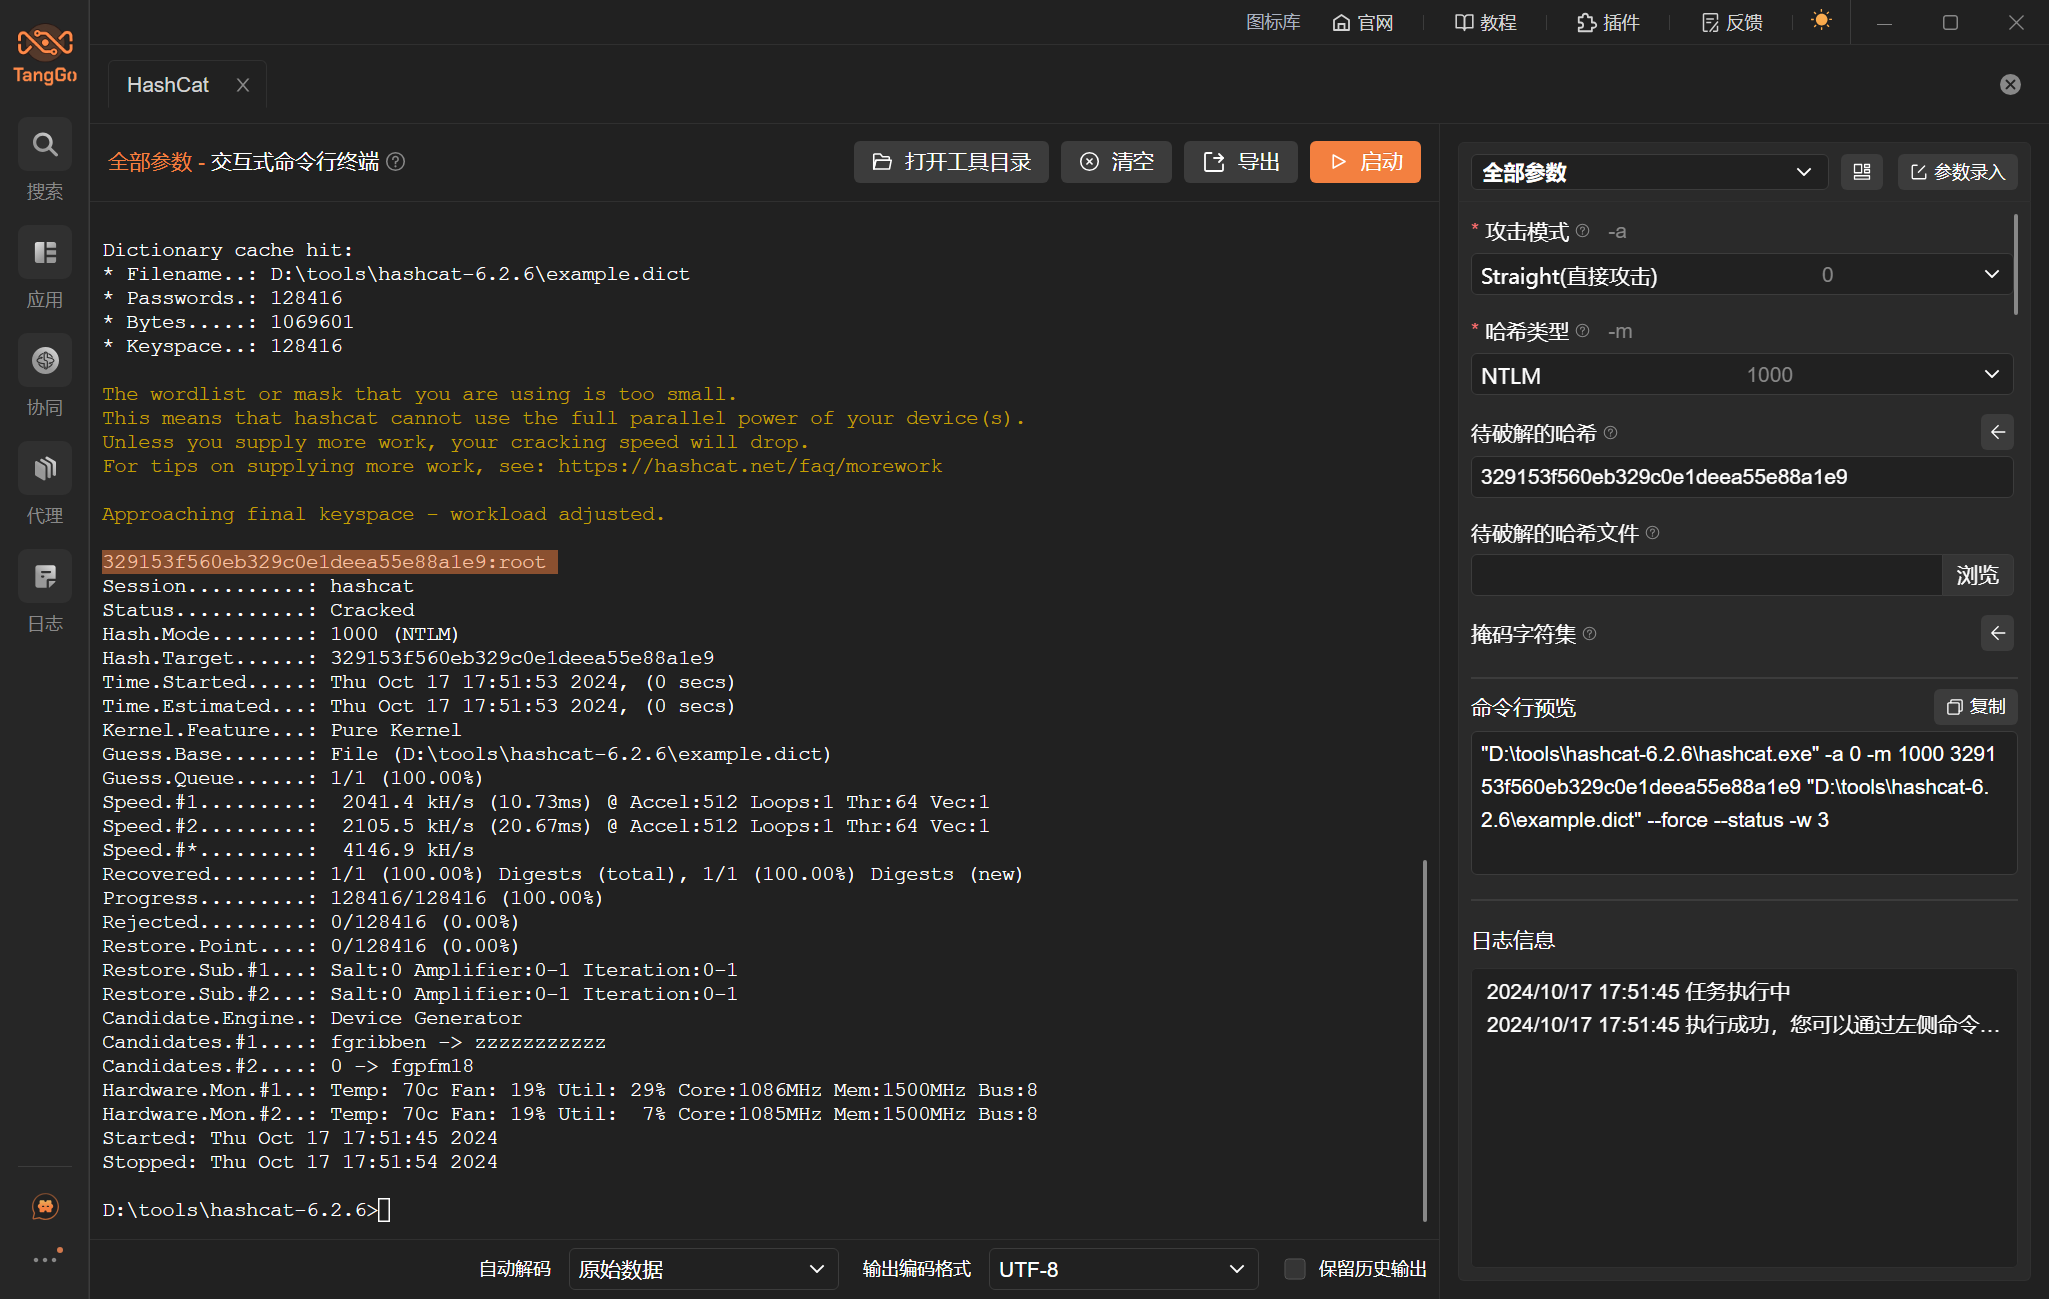 图标库 官网 教程 插件 反馈
TangGo
HashCat
搜索
应用
协同
代理
日志
全部参数 - 交互式命令行终端
打开工具目录 清空 导出 启动
Dictionary cache hit:
* Filename..: D:\tools\hashcat-6.2.6\example.dict
* Passwords.: 128416
* Bytes.....: 1069601
* Keyspace..: 128416
The wordlist or mask that you are using is too small.
This means that hashcat cannot use the full parallel power of your device(s).
Unless you supply more work, your cracking speed will drop.
For tips on supplying more work, see: https://hashcat.net/faq/morework
Approaching final keyspace - workload adjusted.
329153f560eb329c0e1deea55e88a1e9:root
Session..........: hashcat
Status...........: Cracked
Hash.Mode........: 1000 (NTLM)
Hash.Target......: 329153f560eb329c0e1deea55e88a1e9
Time.Started.....: Thu Oct 17 17:51:53 2024, (0 secs)
Time.Estimated...: Thu Oct 17 17:51:53 2024, (0 secs)
Kernel.Feature...: Pure Kernel
Guess.Base.......: File (D:\tools\hashcat-6.2.6\example.dict)
Guess.Queue......: 1/1 (100.00%)
Speed.#1.........:  2041.4 kH/s (10.73ms) @ Accel:512 Loops:1 Thr:64 Vec:1
Speed.#2.........:  2105.5 kH/s (20.67ms) @ Accel:512 Loops:1 Thr:64 Vec:1
Speed.#*.........:  4146.9 kH/s
Recovered........: 1/1 (100.00%) Digests (total), 1/1 (100.00%) Digests (new)
Progress.........: 128416/128416 (100.00%)
Rejected.........: 0/128416 (0.00%)
Restore.Point....: 0/128416 (0.00%)
Restore.Sub.#1...: Salt:0 Amplifier:0-1 Iteration:0-1
Restore.Sub.#2...: Salt:0 Amplifier:0-1 Iteration:0-1
Candidate.Engine.: Device Generator
Candidates.#1....: fgribben -> zzzzzzzzzzz
Candidates.#2....: 0 -> fgpfm18
Hardware.Mon.#1..: Temp: 70c Fan: 19% Util: 29% Core:1086MHz Mem:1500MHz Bus:8
Hardware.Mon.#2..: Temp: 70c Fan: 19% Util:  7% Core:1085MHz Mem:1500MHz Bus:8
Started: Thu Oct 17 17:51:45 2024
Stopped: Thu Oct 17 17:51:54 2024
D:\tools\hashcat-6.2.6>
自动解码 原始数据 输出编码格式 UTF-8 保留历史输出
全部参数 参数录入
* 攻击模式 -a
Straight(直接攻击) 0
* 哈希类型 -m
NTLM 1000
待破解的哈希
329153f560eb329c0e1deea55e88a1e9
待破解的哈希文件
浏览
掩码字符集
命令行预览 复制
"D:\tools\hashcat-6.2.6\hashcat.exe" -a 0 -m 1000 3291
53f560eb329c0e1deea55e88a1e9 "D:\tools\hashcat-6.
2.6\example.dict" --force --status -w 3
日志信息
2024/10/17 17:51:45 任务执行中
2024/10/17 17:51:45 执行成功，您可以通过左侧命令...